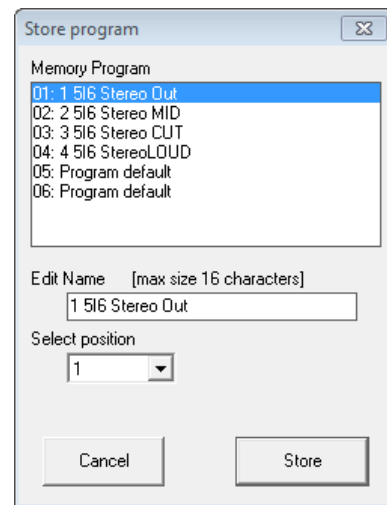 Store program
Memory Program
01: 1 5I6 Stereo Out
02: 2 5I6 Stereo MID
03: 3 5I6 Stereo CUT
04: 4 5I6 StereoLOUD
05: Program default
06: Program default
Edit Name [max size 16 characters]
1 5I6 Stereo Out
Select position
1
Cancel Store